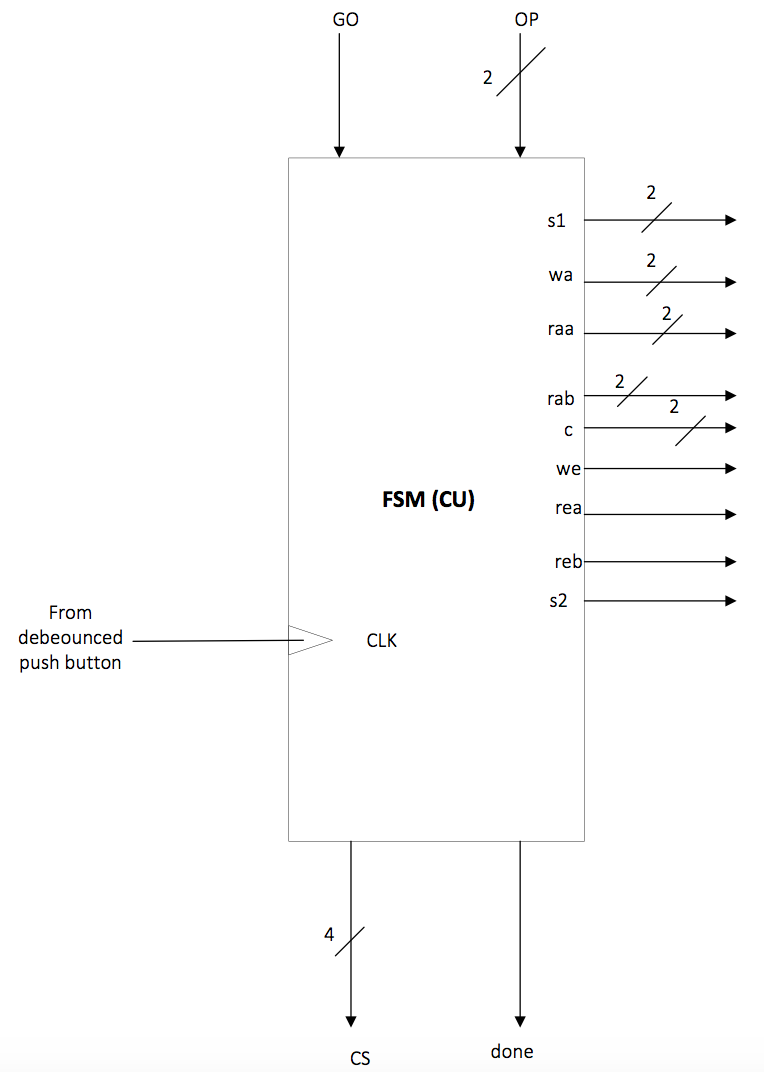 GO
OP
2
2
s1
2
wa
2
raa
2
rab
2
c
we
FSM (CU)
rea
reb
s2
From
debeounced
push button
CLK
4
CS
done